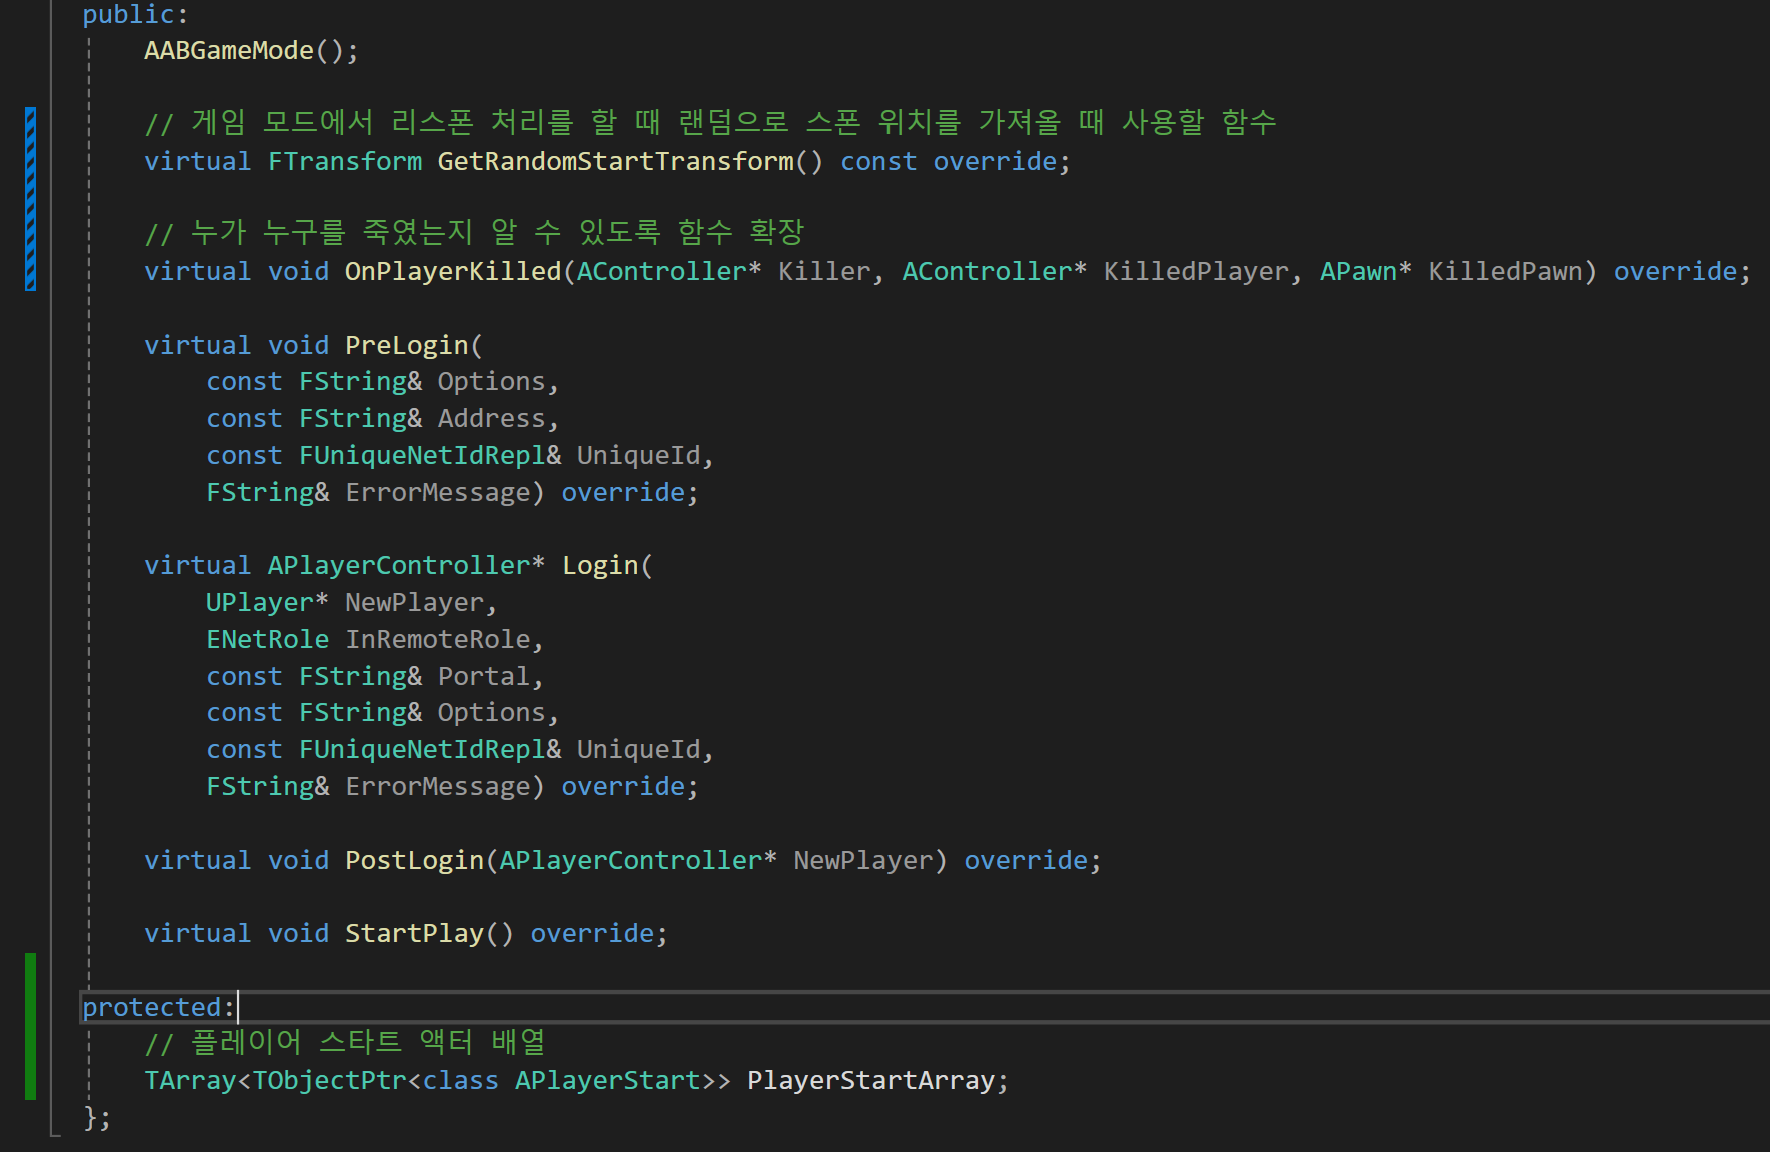 public:
AABGameMode();
// 게임 모드에서 리스폰 처리를 할 때 랜덤으로 스폰 위치를 가져올 때 사용할 함수
virtual FTransform GetRandomStartTransform() const override;
// 누가 누구를 죽였는지 알 수 있도록 함수 확장
virtual void OnPlayerKilled(AController* Killer, AController* KilledPlayer, APawn* KilledPawn) override;
virtual void PreLogin(
const FString& Options,
const FString& Address,
const FUniqueNetIdRepl& UniqueId,
FString& ErrorMessage) override;
virtual APlayerController* Login(
UPlayer* NewPlayer,
ENetRole InRemoteRole,
const FString& Portal,
const FString& Options,
const FUniqueNetIdRepl& UniqueId,
FString& ErrorMessage) override;
virtual void PostLogin(APlayerController* NewPlayer) override;
virtual void StartPlay() override;
protected:
// 플레이어 스타트 액터 배열
TArray<TObjectPtr<class APlayerStart>> PlayerStartArray;
};